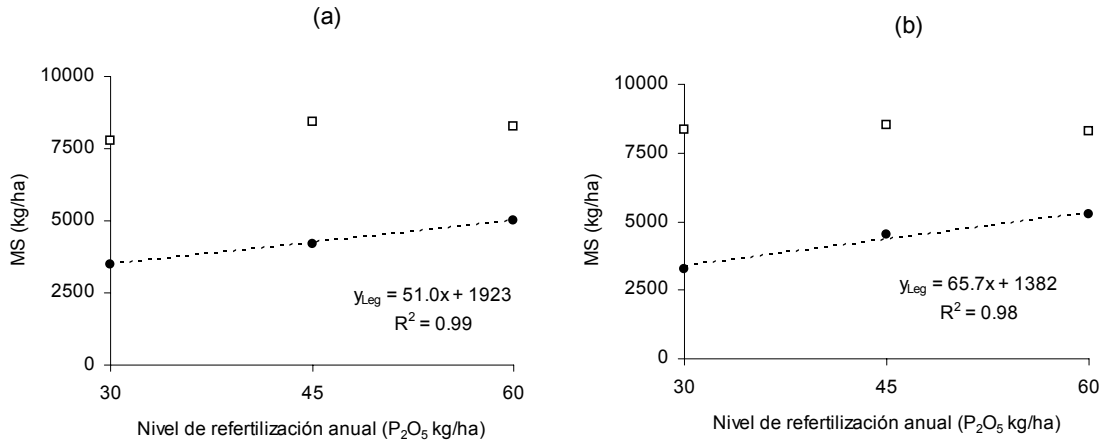 (a)
10000
7500
5000
2500
0
MS (kg/ha)
y_Leg = 51.0x + 1923
R² = 0.99
30 45 60
Nivel de refertilización anual (P₂O₅ kg/ha)
(b)
10000
7500
5000
2500
0
MS (kg/ha)
y_Leg = 65.7x + 1382
R² = 0.98
30 45 60
Nivel de refertilización anual (P₂O₅ kg/ha)